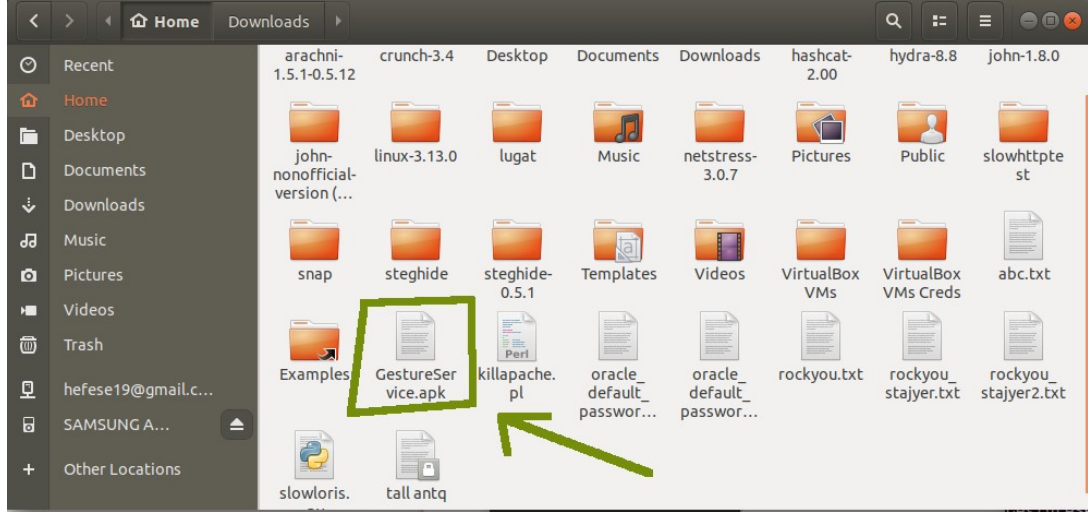 Home Downloads
Recent
Home
Desktop
Documents
Downloads
Music
Pictures
Videos
Trash
hefese19@gmail.c...
SAMSUNG A...
Other Locations
arachni-
1.5.1-0.5.12
crunch-3.4
Desktop
Documents
Downloads
hashcat-
2.00
hydra-8.8
john-1.8.0
john-
nonofficial-
version (...
linux-3.13.0
lugat
Music
netstress-
3.0.7
Pictures
Public
slowhttpte
st
snap
steghide
steghide-
0.5.1
Templates
Videos
VirtualBox
VMs
VirtualBox
VMs Creds
abc.txt
Examples
GestureSer
vice.apk
Perl
killapache.
pl
oracle_
default_
passwor...
oracle_
default_
passwor...
rockyou.txt
rockyou_
stajyer.txt
rockyou_
stajyer2.txt
slowloris.
tall antq